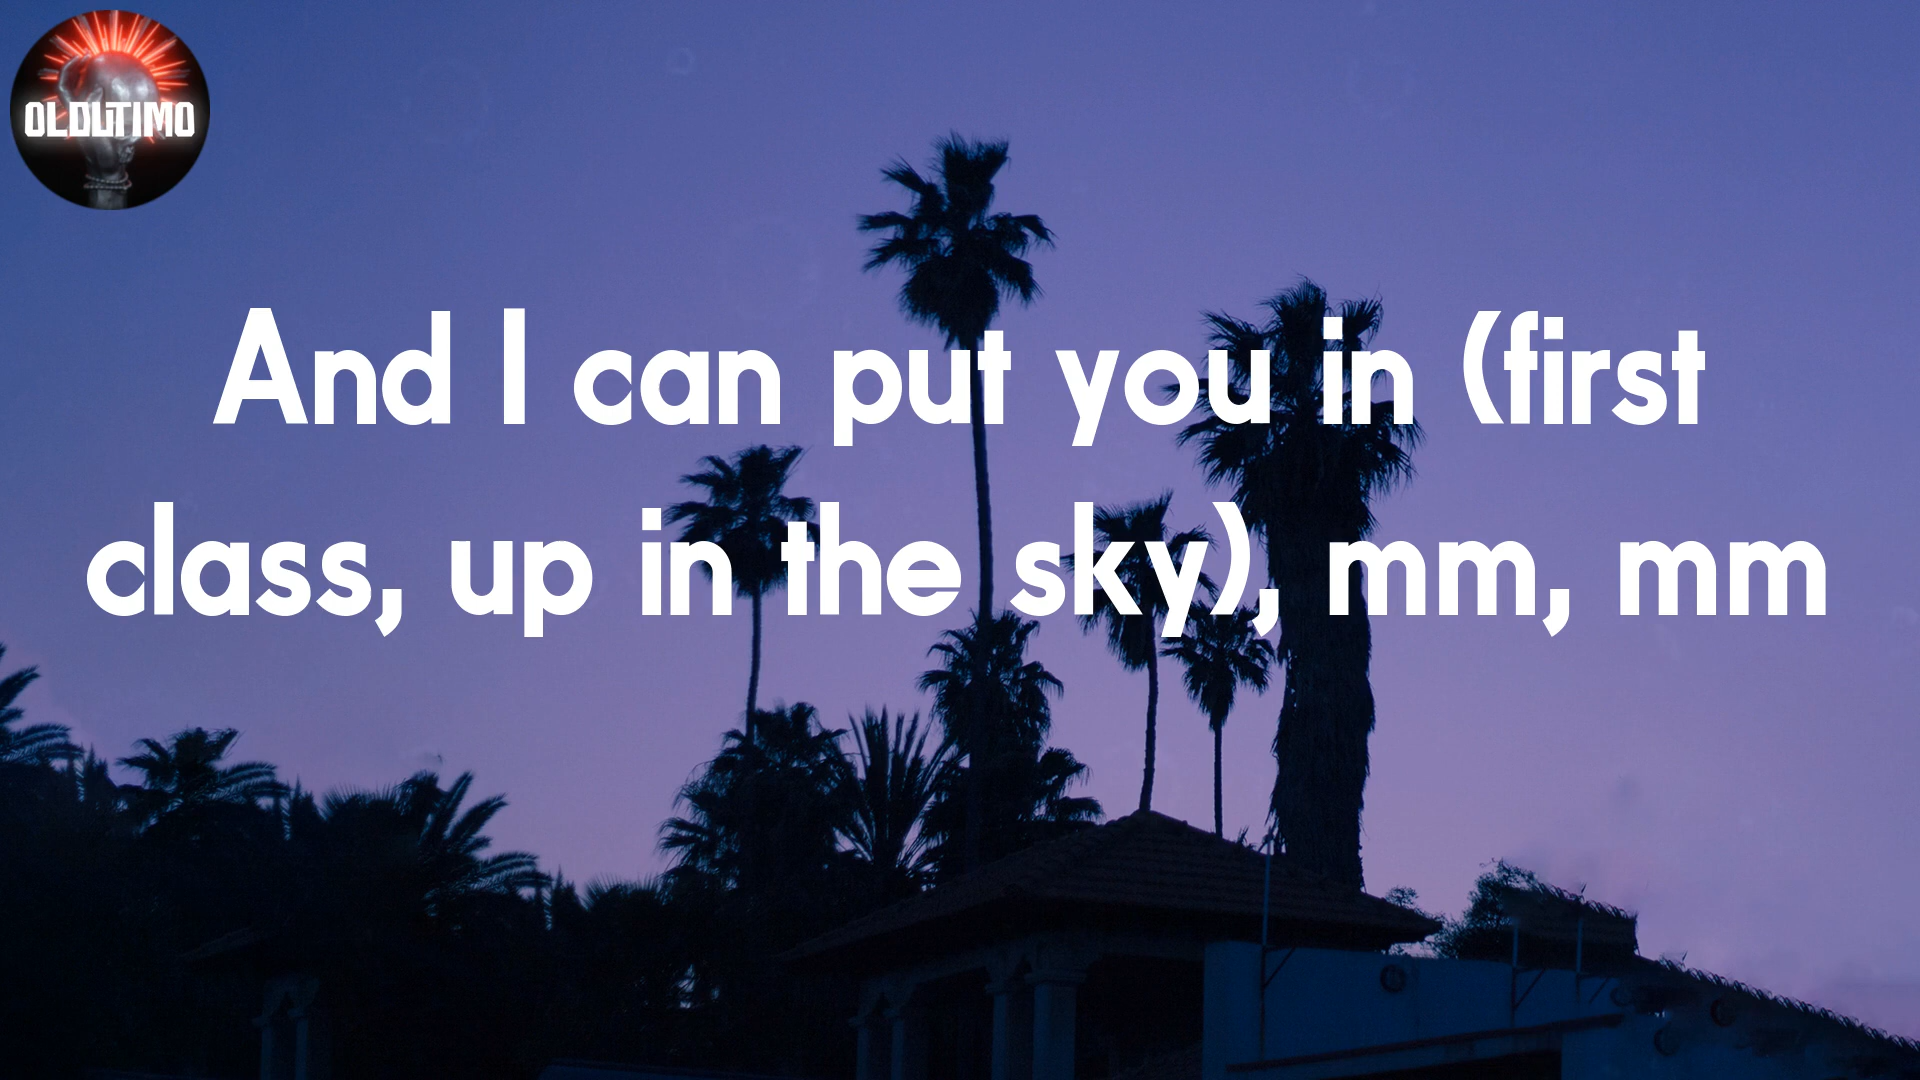 OLDUTIMO
And I can put you in (first
class, up in the sky), mm, mm